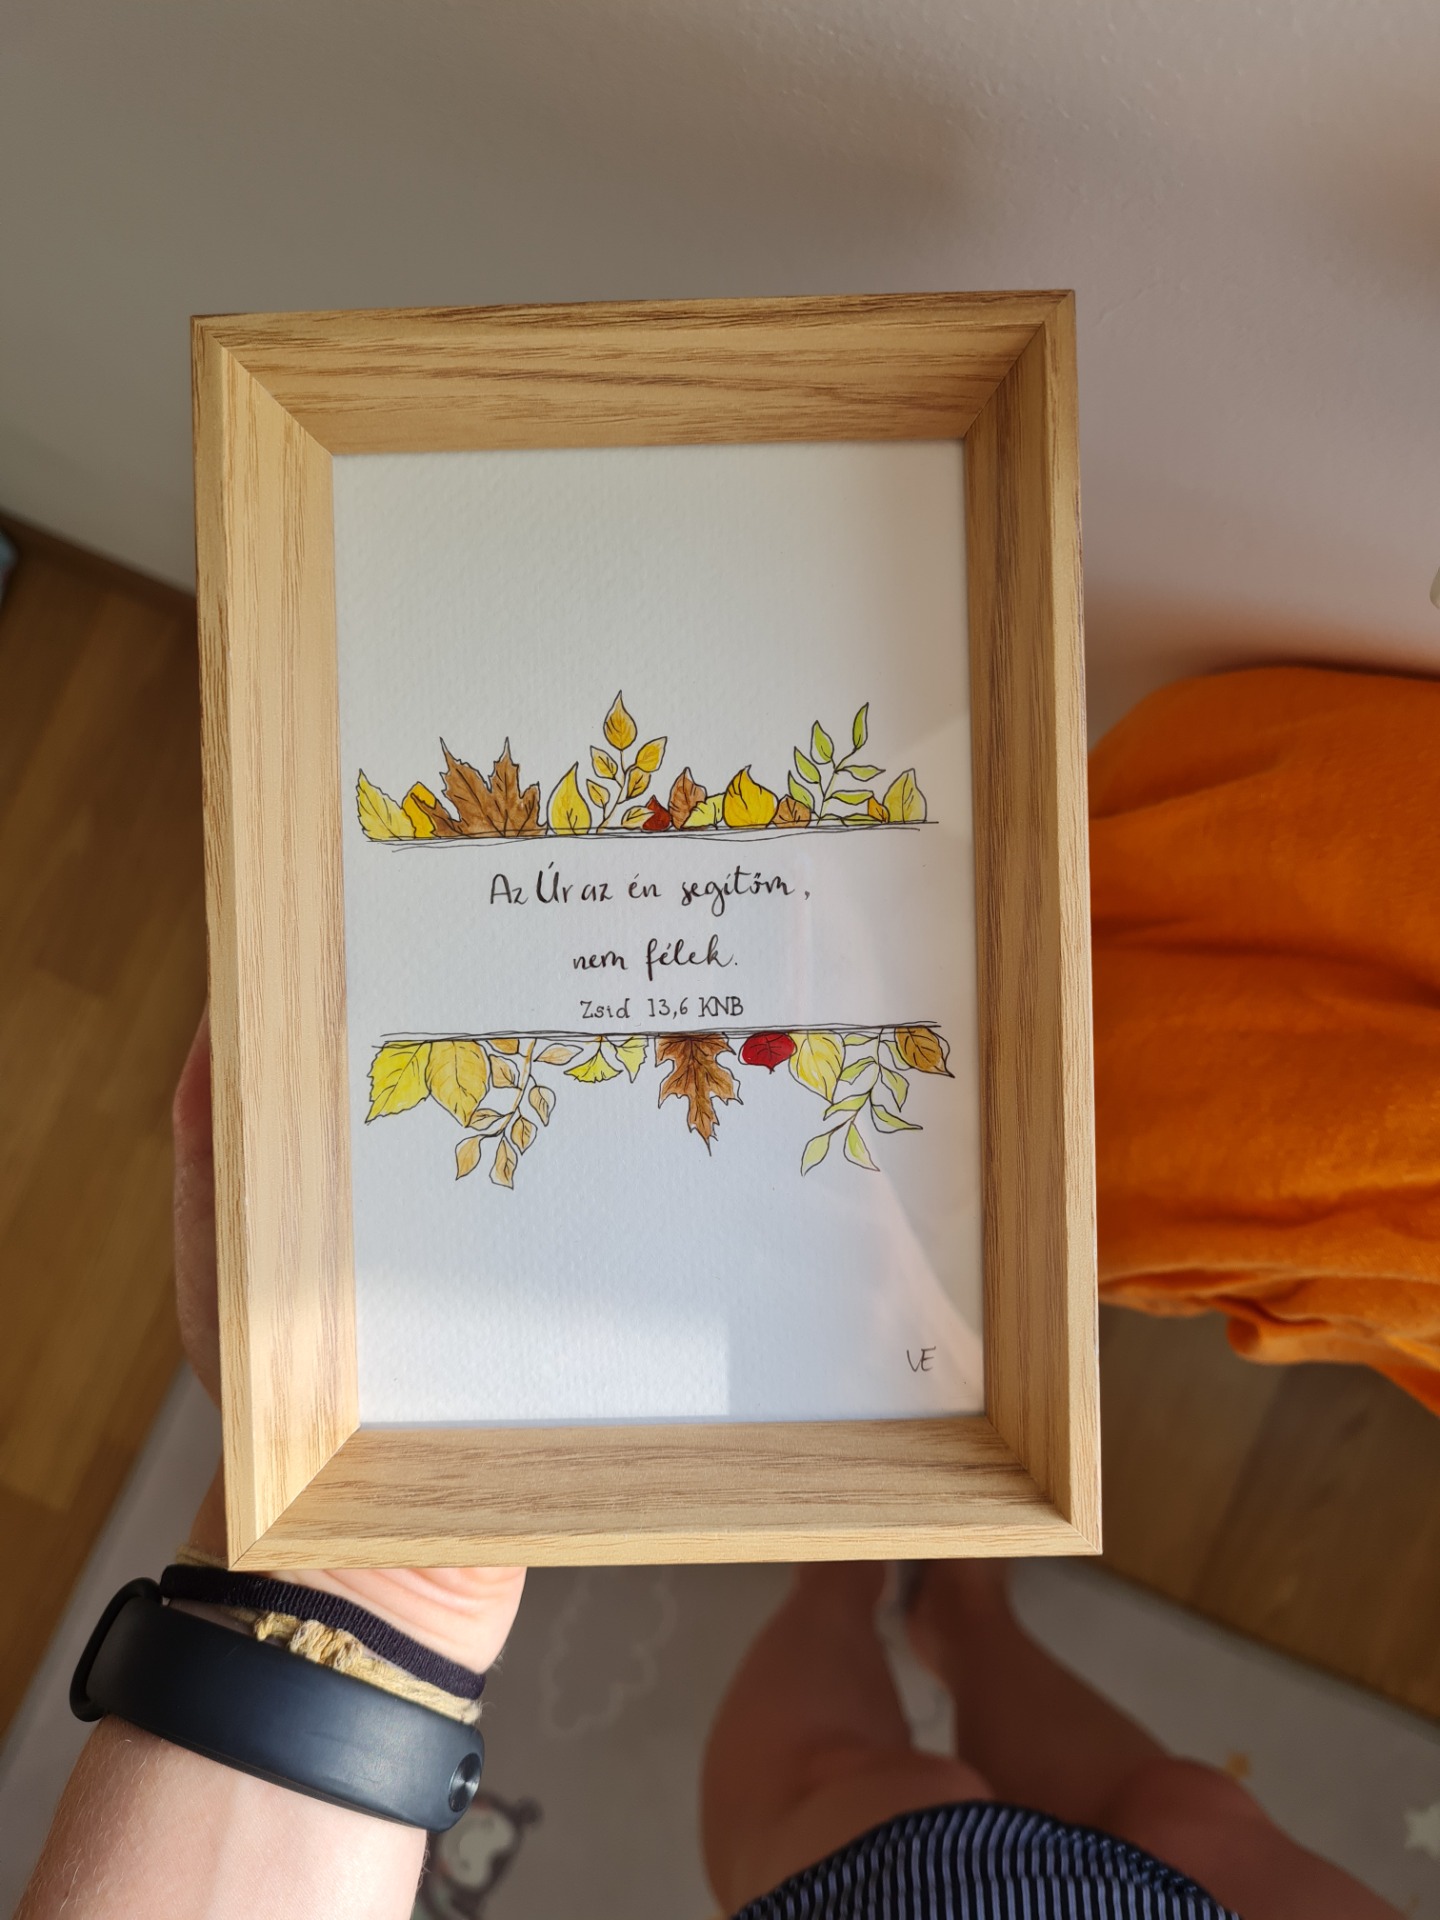 Az Úr az én segítőm,
nem félek.
Zsid 13,6 KNB
VE